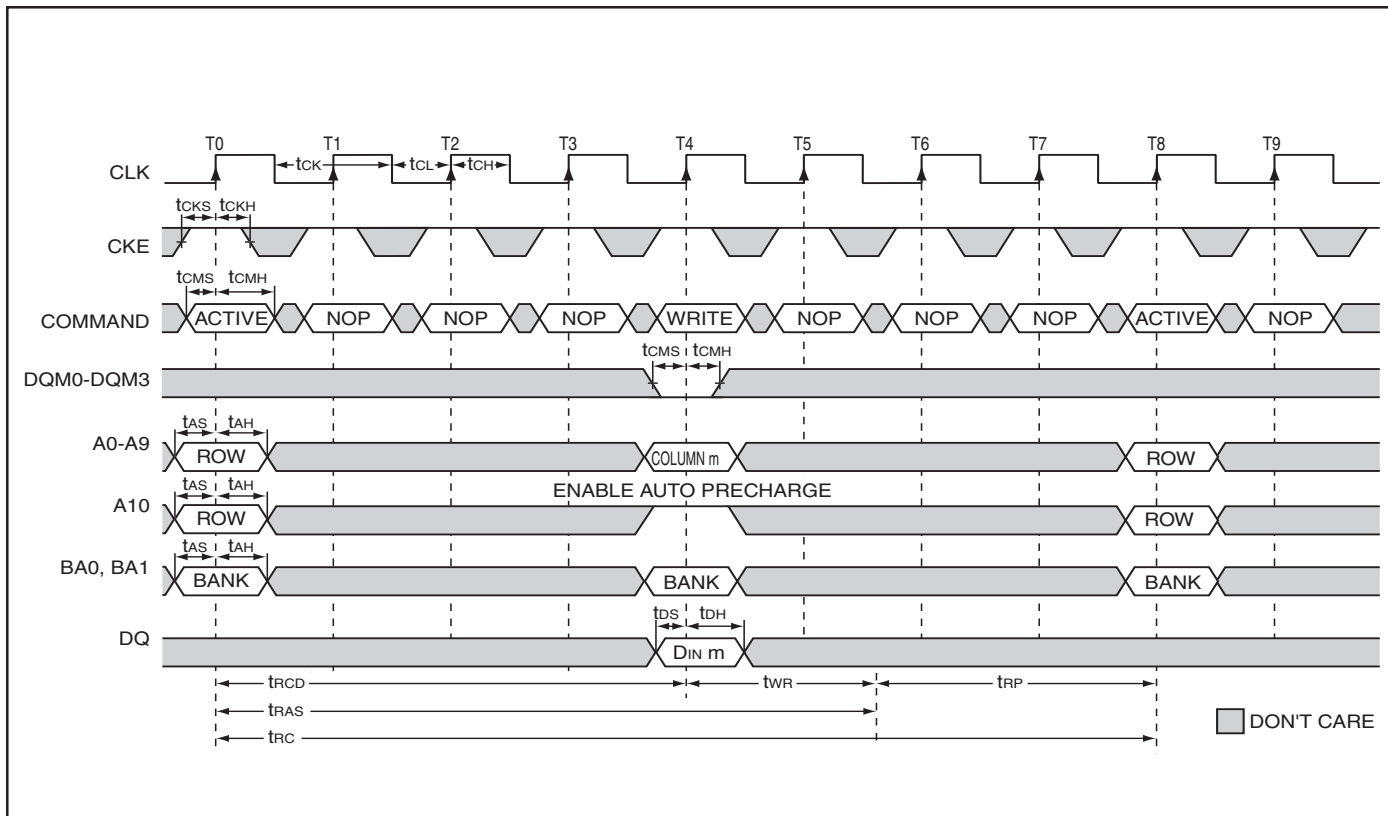 T0 T1 T2 T3 T4 T5 T6 T7 T8 T9
CLK tCK tCL tCH
tCKS tCKH
CKE
tCMS tCMH
COMMAND ACTIVE NOP NOP NOP WRITE NOP NOP NOP ACTIVE NOP
tCMS tCMH
DQM0-DQM3
tAS tAH
A0-A9 ROW COLUMN m ROW
tAS tAH ENABLE AUTO PRECHARGE
A10 ROW ROW
tAS tAH
BA0, BA1 BANK BANK BANK
tDS tDH
DQ DIN m
tRCD tWR tRP
tRAS
tRC
DON'T CARE